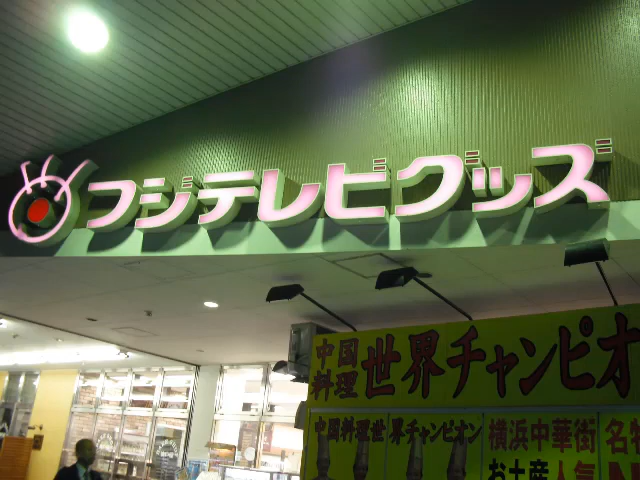 フジテレビグッズ
中国
料理
世界チャンピオ
中国料理世界チャンピオン
横浜中華街
名物
お土産人気